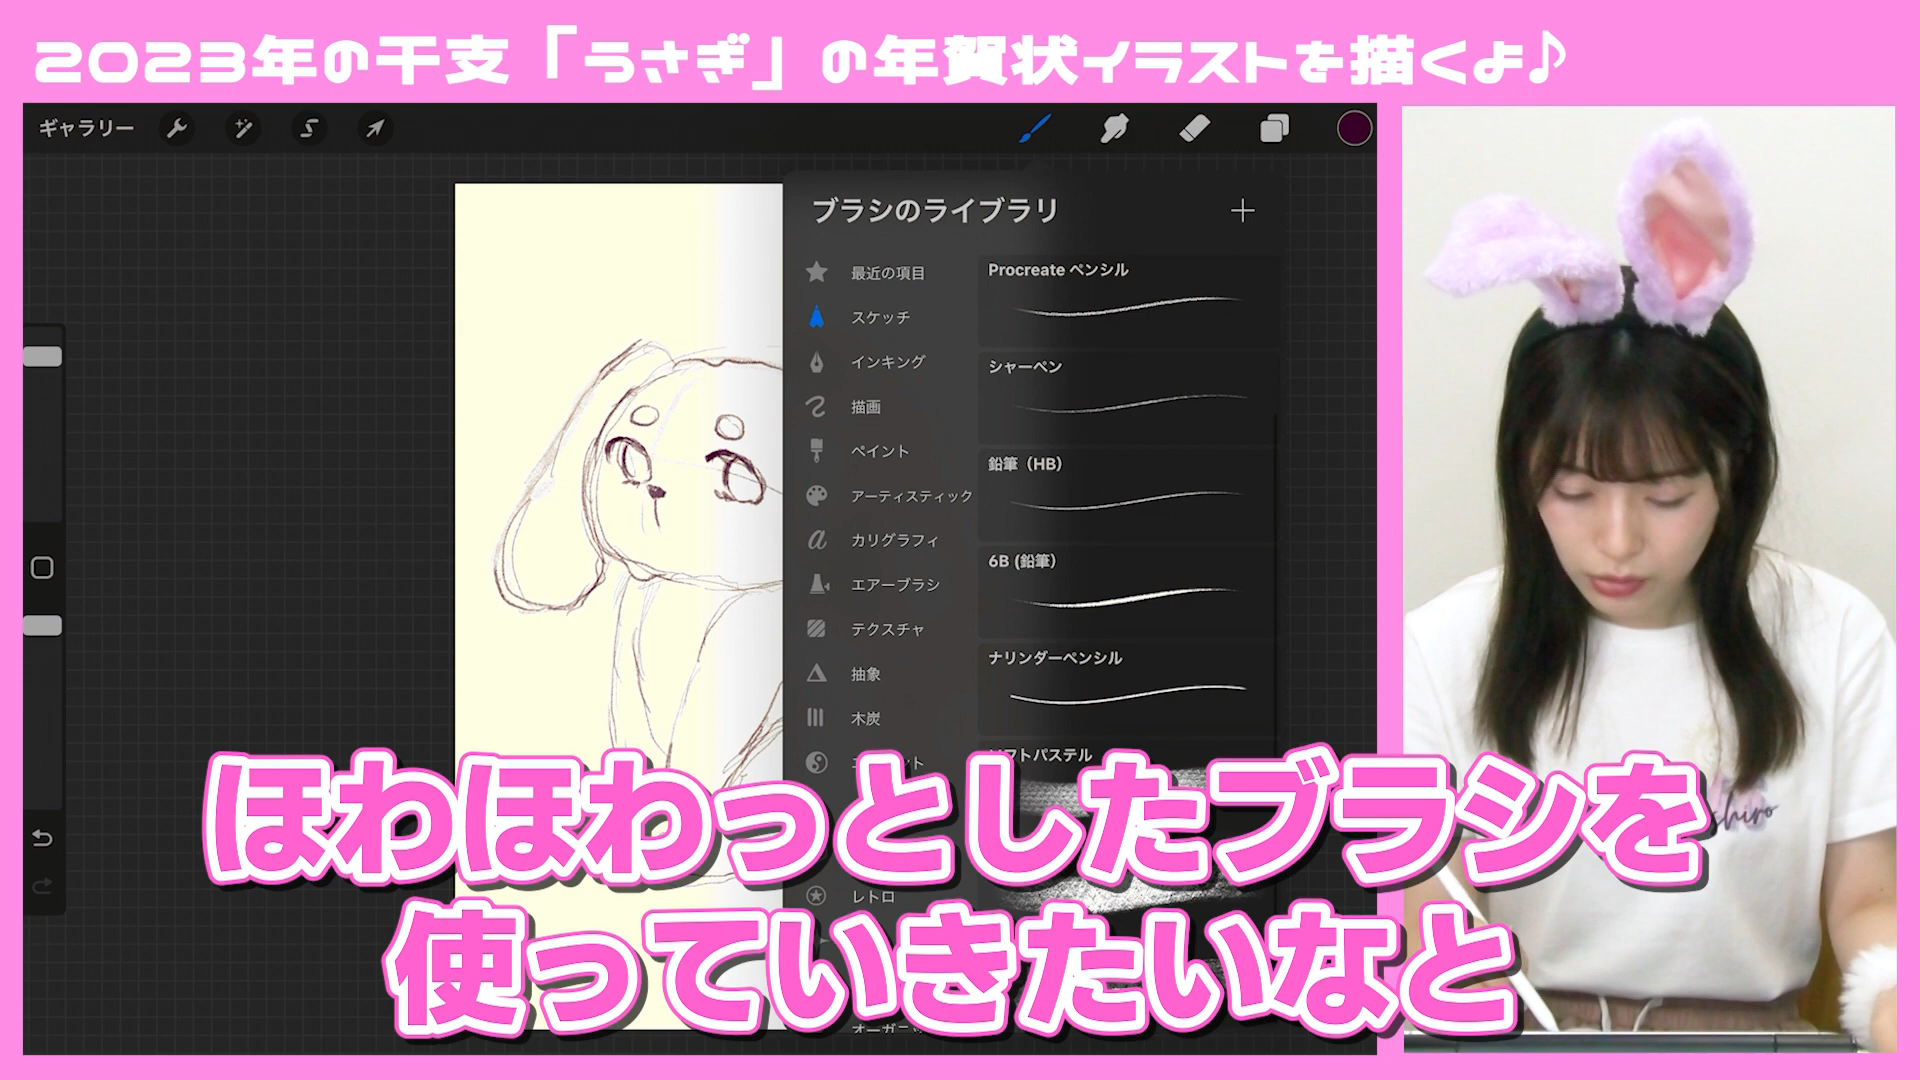 2023年の干支「うさぎ」の年賀状イラストを描くよ♪
ギャラリー
ブラシのライブラリ
最近の項目
スケッチ
インキング
描画
ペイント
アーティスティック
カリグラフィ
エアーブラシ
テクスチャ
抽象
木炭
レトロ
Procreate ペンシル
シャーペン
鉛筆（HB）
6B (鉛筆)
ナリンダーペンシル
フトパステル
ほわほわっとしたブラシを
使っていきたいなと